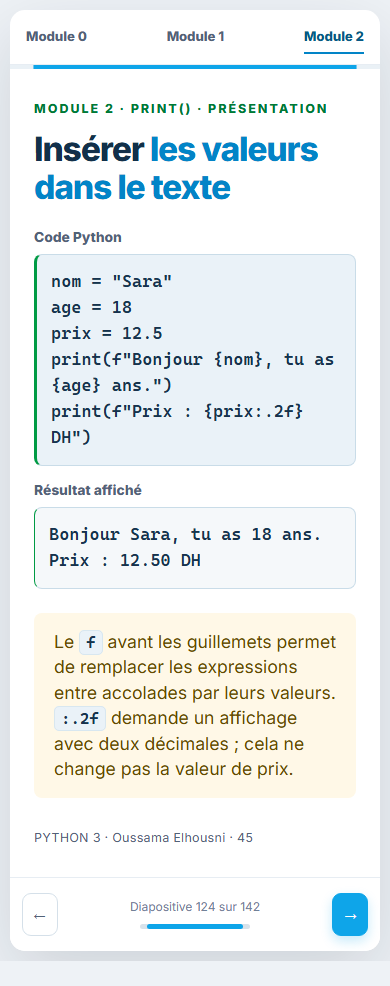 Module 0 Module 1 Module 2
MODULE 2 · PRINT() · PRÉSENTATION
Insérer les valeurs
dans le texte
Code Python
nom = "Sara"
age = 18
prix = 12.5
print(f"Bonjour {nom}, tu as
{age} ans.")
print(f"Prix : {prix:.2f}
DH")
Résultat affiché
Bonjour Sara, tu as 18 ans.
Prix : 12.50 DH
Le f avant les guillemets permet
de remplacer les expressions
entre accolades par leurs valeurs.
:.2f demande un affichage
avec deux décimales ; cela ne
change pas la valeur de prix.
PYTHON 3 · Oussama Elhousni · 45
← Diapositive 124 sur 142 →